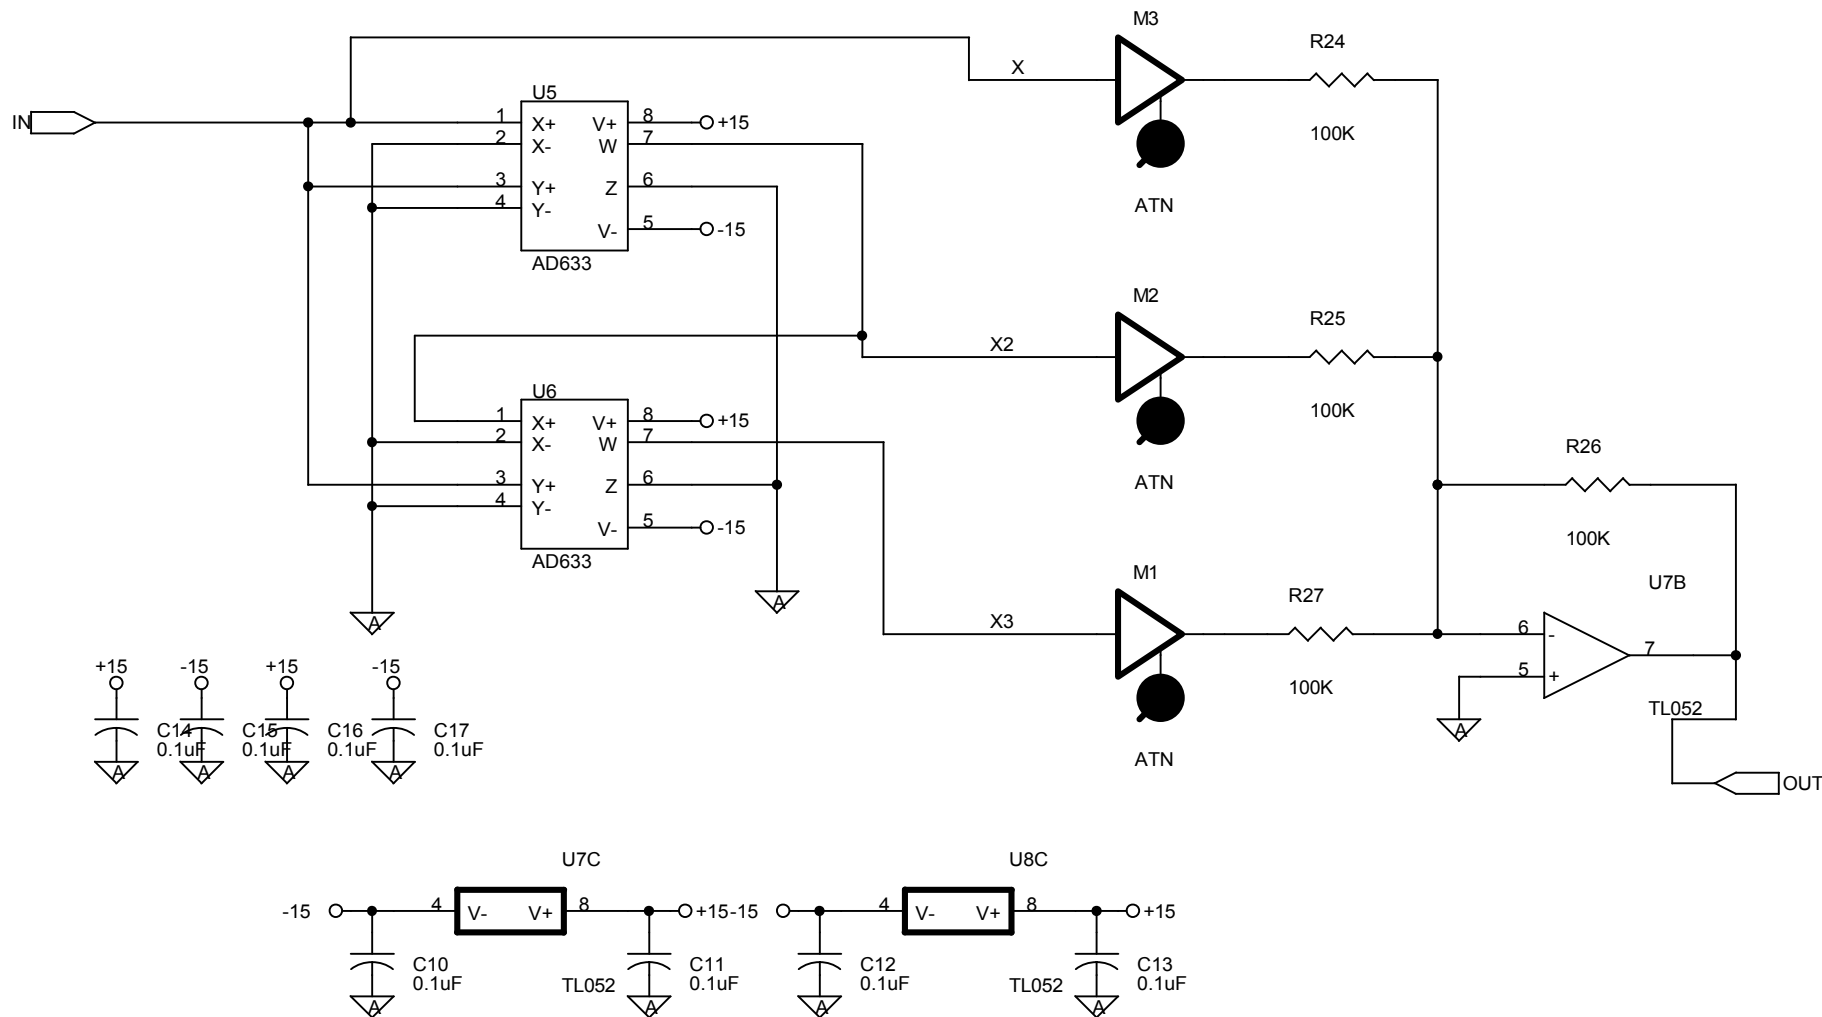 M3
R24
X
100K
ATN
IN
U5
1 X+ V+ 8 +15
2 X- W 7
3 Y+ Z 6
4 Y-
V- 5 -15
AD633
M2
R25
X2
100K
ATN
U6
1 X+ V+ 8 +15
2 X- W 7
3 Y+ Z 6
4 Y-
V- 5 -15
AD633
R26
100K
M1
R27
X3
100K
ATN
U7B
6 -
7
5 +
TL052
A
A
A
OUT
+15 -15 +15 -15
C14 C15 C16 C17
0.1uF 0.1uF 0.1uF 0.1uF
A A A A
U7C
-15 4 V- V+ 8 +15
C10
0.1uF
TL052
C11
0.1uF
A A
U8C
-15 4 V- V+ 8 +15
C12
0.1uF
TL052
C13
0.1uF
A A